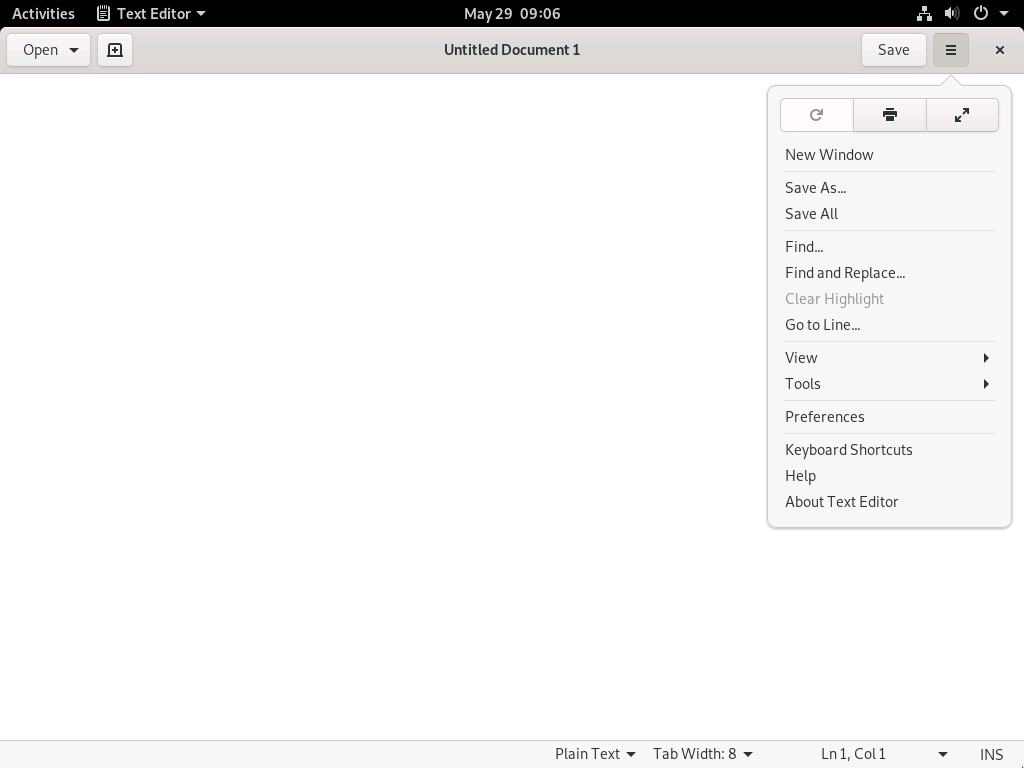 Activities Text Editor May 29 09:06
Open Untitled Document 1 Save
New Window
Save As...
Save All
Find...
Find and Replace...
Clear Highlight
Go to Line...
View
Tools
Preferences
Keyboard Shortcuts
Help
About Text Editor
Plain Text Tab Width: 8 Ln 1, Col 1 INS